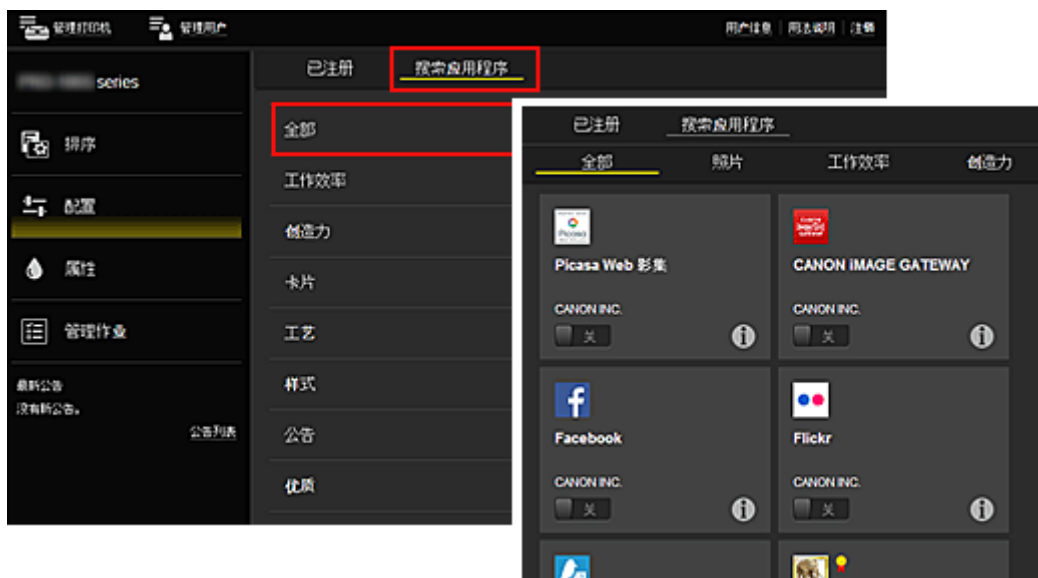 管理打印机 管理用户 用户信息 用法说明 注销
series
排序
配置
属性
管理作业
最新公告
没有新公告。
公告列表
已注册 搜索应用程序
全部
工作效率
创造力
卡片
工艺
样式
公告
优质
已注册 搜索应用程序
全部 照片 工作效率 创造力
Picasa
Picasa Web 影集 CANON iMAGE GATEWAY
CANON INC. CANON INC.
关 关
Facebook Flickr
CANON INC. CANON INC.
关 关